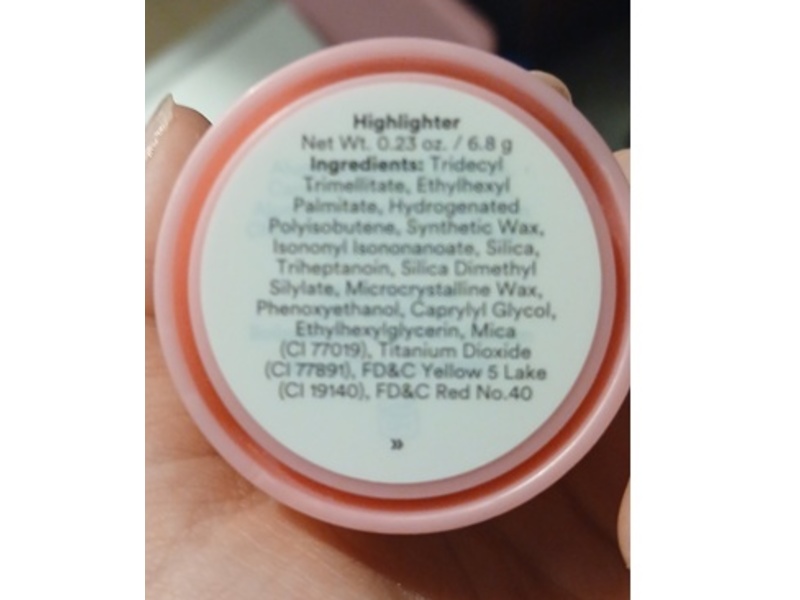 Highlighter
Net Wt. 0.23 oz. / 6.8 g
Ingredients: Tridecyl
Trimellitate, Ethylhexyl
Palmitate, Hydrogenated
Polyisobutene, Synthetic Wax,
Isononyl Isononanoate, Silica,
Triheptanoin, Silica Dimethyl
Silylate, Microcrystalline Wax,
Phenoxyethanol, Caprylyl Glycol,
Ethylhexylglycerin, Mica
(CI 77019), Titanium Dioxide
(CI 77891), FD&C Yellow 5 Lake
(CI 19140), FD&C Red No.40
»